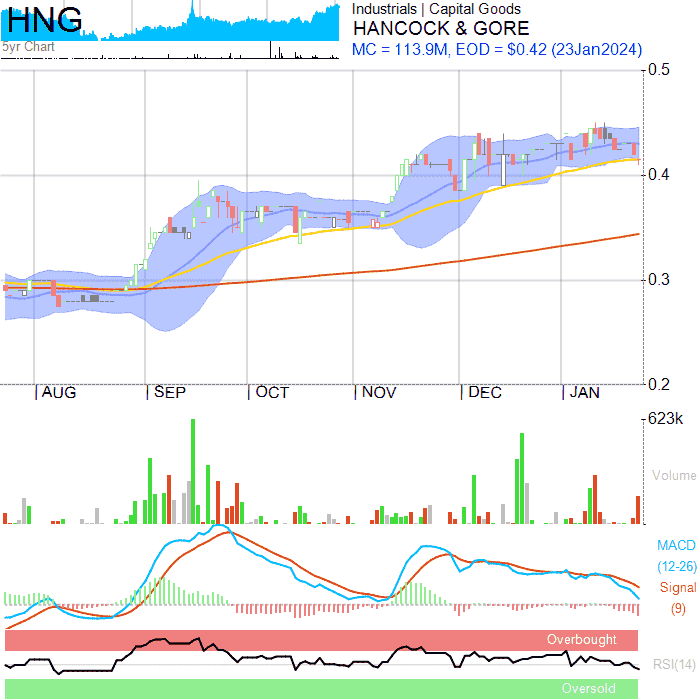 HNG
5yr Chart
Industrials | Capital Goods
HANCOCK & GORE
MC = 113.9M, EOD = $0.42 (23Jan2024)
0.5
0.4
0.3
0.2
AUG SEP OCT NOV DEC JAN
623k
Volume
MACD
(12-26)
Signal
(9)
Overbought
RSI(14)
Oversold